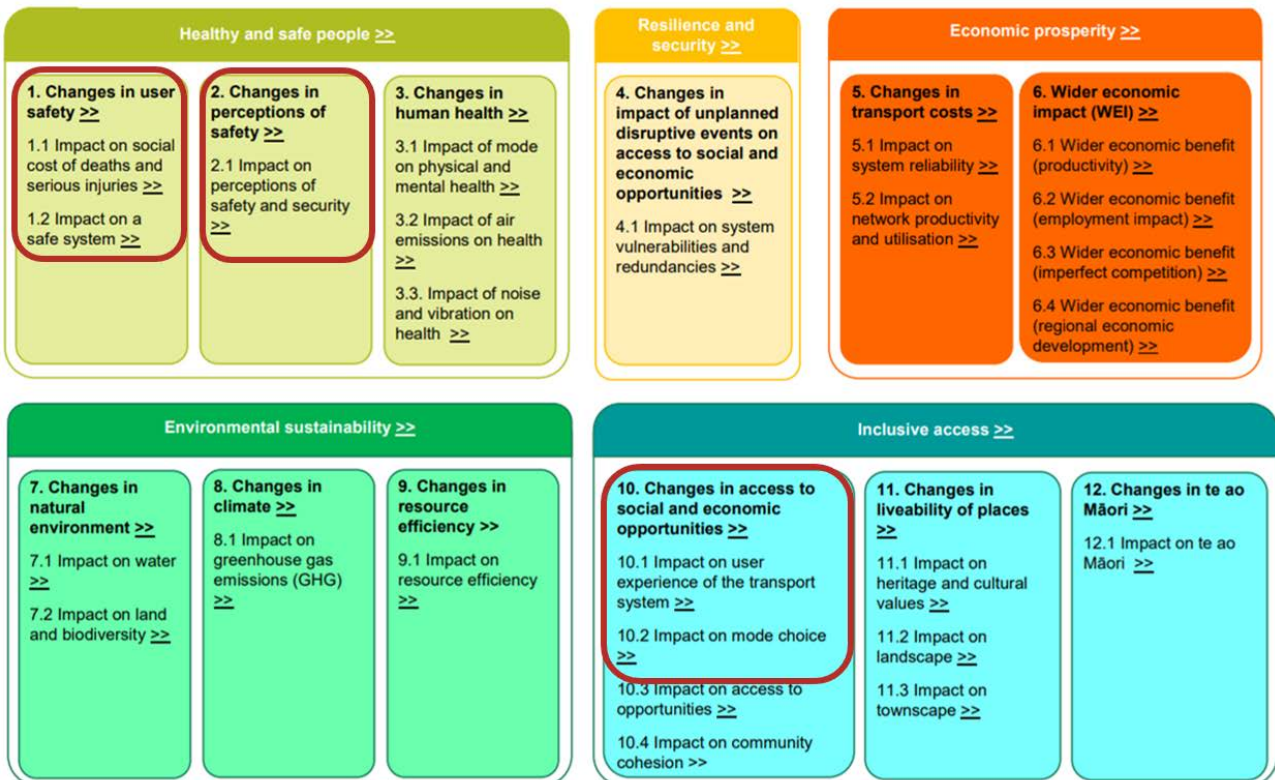 Healthy and safe people >>
1. Changes in user
safety >>
1.1 Impact on social
cost of deaths and
serious injuries >>
1.2 Impact on a
safe system >>
2. Changes in
perceptions of
safety >>
2.1 Impact on
perceptions of
safety and security
>>
3. Changes in
human health >>
3.1 Impact of mode
on physical and
mental health >>
3.2 Impact of air
emissions on health
>>
3.3. Impact of noise
and vibration on
health >>
Resilience and
security >>
4. Changes in
impact of unplanned
disruptive events on
access to social and
economic
opportunities >>
4.1 Impact on system
vulnerabilities and
redundancies >>
Economic prosperity >>
5. Changes in
transport costs >>
5.1 Impact on
system reliability >>
5.2 Impact on
network productivity
and utilisation >>
6. Wider economic
impact (WEI) >>
6.1 Wider economic benefit
(productivity) >>
6.2 Wider economic benefit
(employment impact) >>
6.3 Wider economic benefit
(imperfect competition) >>
6.4 Wider economic benefit
(regional economic
development) >>
Environmental sustainability >>
7. Changes in
natural
environment >>
7.1 Impact on water
>>
7.2 Impact on land
and biodiversity >>
8. Changes in
climate >>
8.1 Impact on
greenhouse gas
emissions (GHG)
>>
9. Changes in
resource
efficiency >>
9.1 Impact on
resource efficiency
>>
Inclusive access >>
10. Changes in access to
social and economic
opportunities >>
10.1 Impact on user
experience of the transport
system >>
10.2 Impact on mode choice
>>
10.3 Impact on access to
opportunities >>
10.4 Impact on community
cohesion >>
11. Changes in
liveability of places
>>
11.1 Impact on
heritage and cultural
values >>
11.2 Impact on
landscape >>
11.3 Impact on
townscape >>
12. Changes in te ao
Māori >>
12.1 Impact on te ao
Māori >>